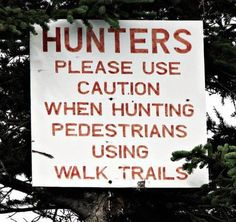 HUNTERS
PLEASE USE
CAUTION
WHEN HUNTING
PEDESTRIANS
USING
WALK TRAILS